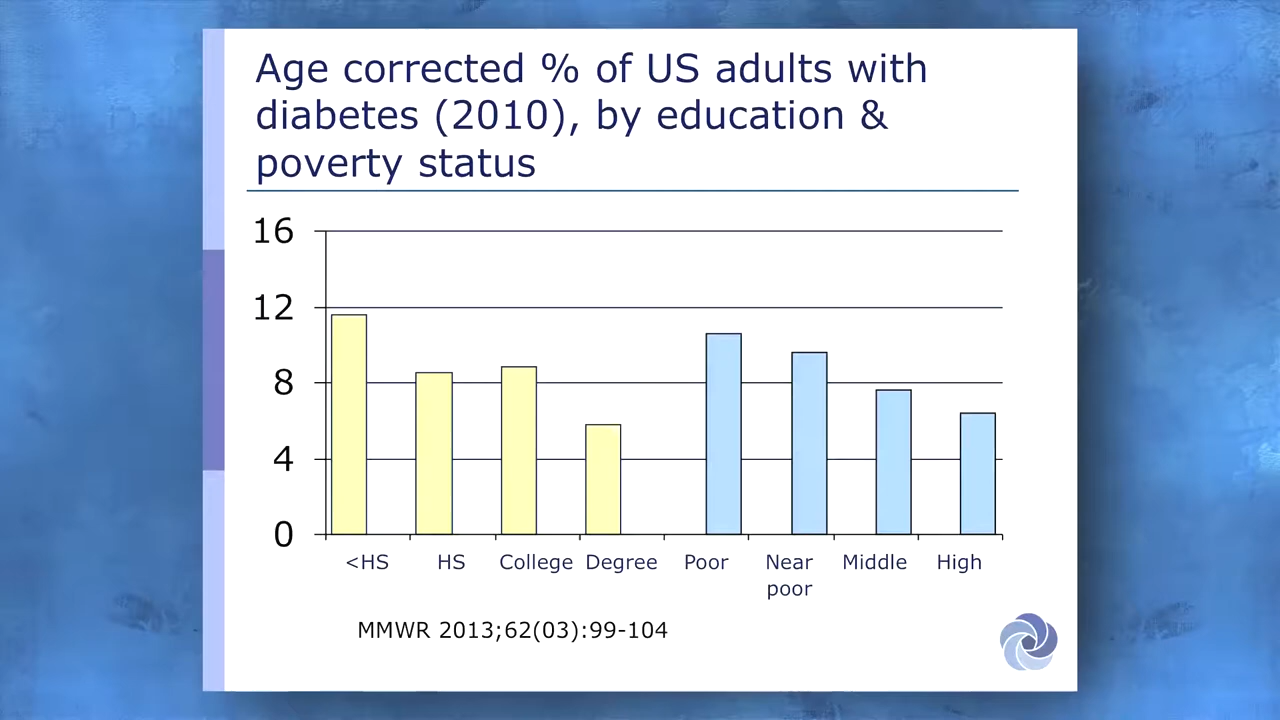 Age corrected % of US adults with
diabetes (2010), by education &
poverty status
16
12
8
4
0
<HS HS College Degree Poor Near poor Middle High
MMWR 2013;62(03):99-104